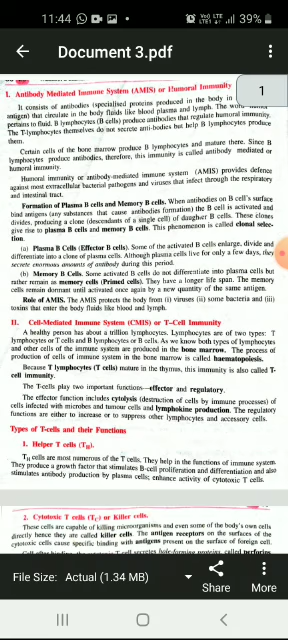 11:44
39%
Document 3.pdf
1
I. Antibody Mediated Immune System (AMIS) or Humoral Immunity
It consists of antibodies (specialised proteins produced in the body in
antigen) that circulate in the body fluids like blood plasma and lymph. The word
pertains to fluid. B lymphocytes (B cells) produce antibodies that regulate humoral immunity.
The T-lymphocytes themselves do not secrete anti-bodies but help B lymphocytes produce
them.
Certain cells of the bone marrow produce B lymphocytes and mature there. Since B
lymphocytes produce antibodies, therefore, this immunity is called antibody mediated or
humoral immunity.
Humoral immunity or antibody-mediated immune system (AMIS) provides defence
against most extracellular bacterial pathogens and viruses that infect through the respiratory
and intestinal tract.
Formation of Plasma B Cells and Memory B Cells. When antibodies on B cell's surface
bind antigens (any substances that cause antibodies formation) the B cell is activated and
divides, producing a clone (descendants of a single cell) of daughter B cells. These clones
give rise to plasma B cells and memory B cells. This phenomenon is called clonal selec-
tion.
(a) Plasma B Cells (Effector B Cells). Some of the activated B cells enlarge, divide and
differentiate into a clone of plasma cells. Although plasma cells live for only a few days, they
secrete enormous amounts of antibody during this period.
(b) Memory B Cells. Some activated B cells do not differentiate into plasma cells but
rather remain as memory cells (Primed cells). They have a longer life span. The memory
cells remain dormant until activated once again by a new quantity of the same antigen.
Role of AMIS. The AMIS protects the body from (i) viruses (ii) some bacteria and (iii)
toxins that enter the body fluids like blood and lymph.
II. Cell-Mediated Immune System (CMIS) or T-Cell Immunity
A healthy person has about a trillion lymphocytes. Lymphocytes are of two types: T
lymphocytes or T cells and B lymphocytes or B cells. As we know both types of lymphocytes
and other cells of the immune system are produced in the bone marrow. The process of
production of cells of immune system in the bone marrow is called haematopoiesis.
Because T lymphocytes (T cells) mature in the thymus, this immunity is also called T-
cell immunity.
The T-cells play two important functions—effector and regulatory.
The effector function includes cytolysis (destruction of cells by immune processes) of
cells infected with microbes and tumour cells and lymphokine production. The regulatory
functions are either to increase or to suppress other lymphocytes and accessory cells.
Types of T-cells and their Functions
1. Helper T cells (TH).
TH cells are most numerous of the T cells. They help in the functions of immune system.
They produce a growth factor that stimulates B-cell proliferation and differentiation and also
stimulates antibody production by plasma cells; enhance activity of cytotoxic T cells.
2. Cytotoxic T cells (Tc) or Killer cells.
These cells are capable of killing microorganisms and even some of the body's own cells
directly hence they are called killer cells. The antigen receptors on the surfaces of the
cytotoxic cells cause specific binding with antigens present on the surface of foreign cell.
cell secretes hole-forming proteins, called perforins
File Size: Actual (1.34 MB)
Share
More